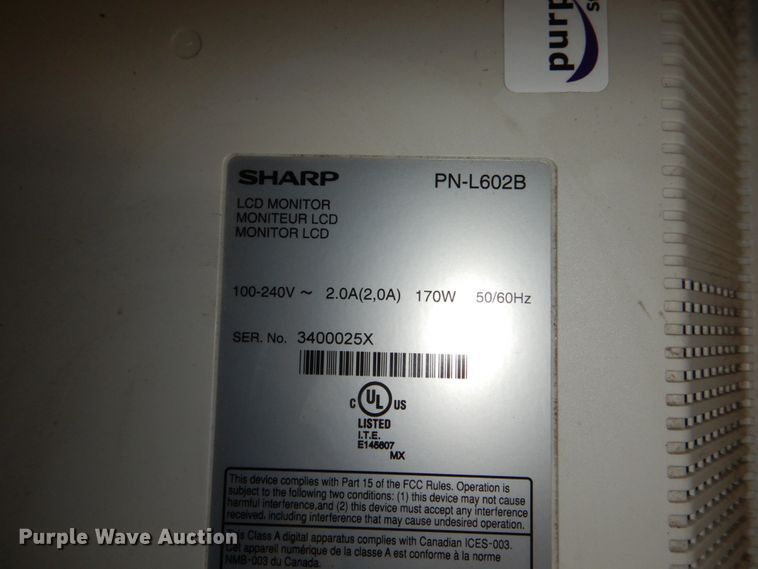 purp
SHARP PN-L602B
LCD MONITOR
MONITEUR LCD
MONITOR LCD
100-240V ~ 2.0A(2,0A) 170W 50/60Hz
SER. No. 3400025X
C UL US
LISTED
I.T.E.
E145607
MX
This device complies with Part 15 of the FCC Rules. Operation is
subject to the following two conditions: (1) this device may not cause
harmful interference,and (2) this device must accept any interference
received, including interference that may cause undesired operation.
This Class A digital apparatus complies with Canadian ICES-003.
Cet appareil numérique de la classe A est conforme à la norme
NMB-003 du Canada.
Purple Wave Auction